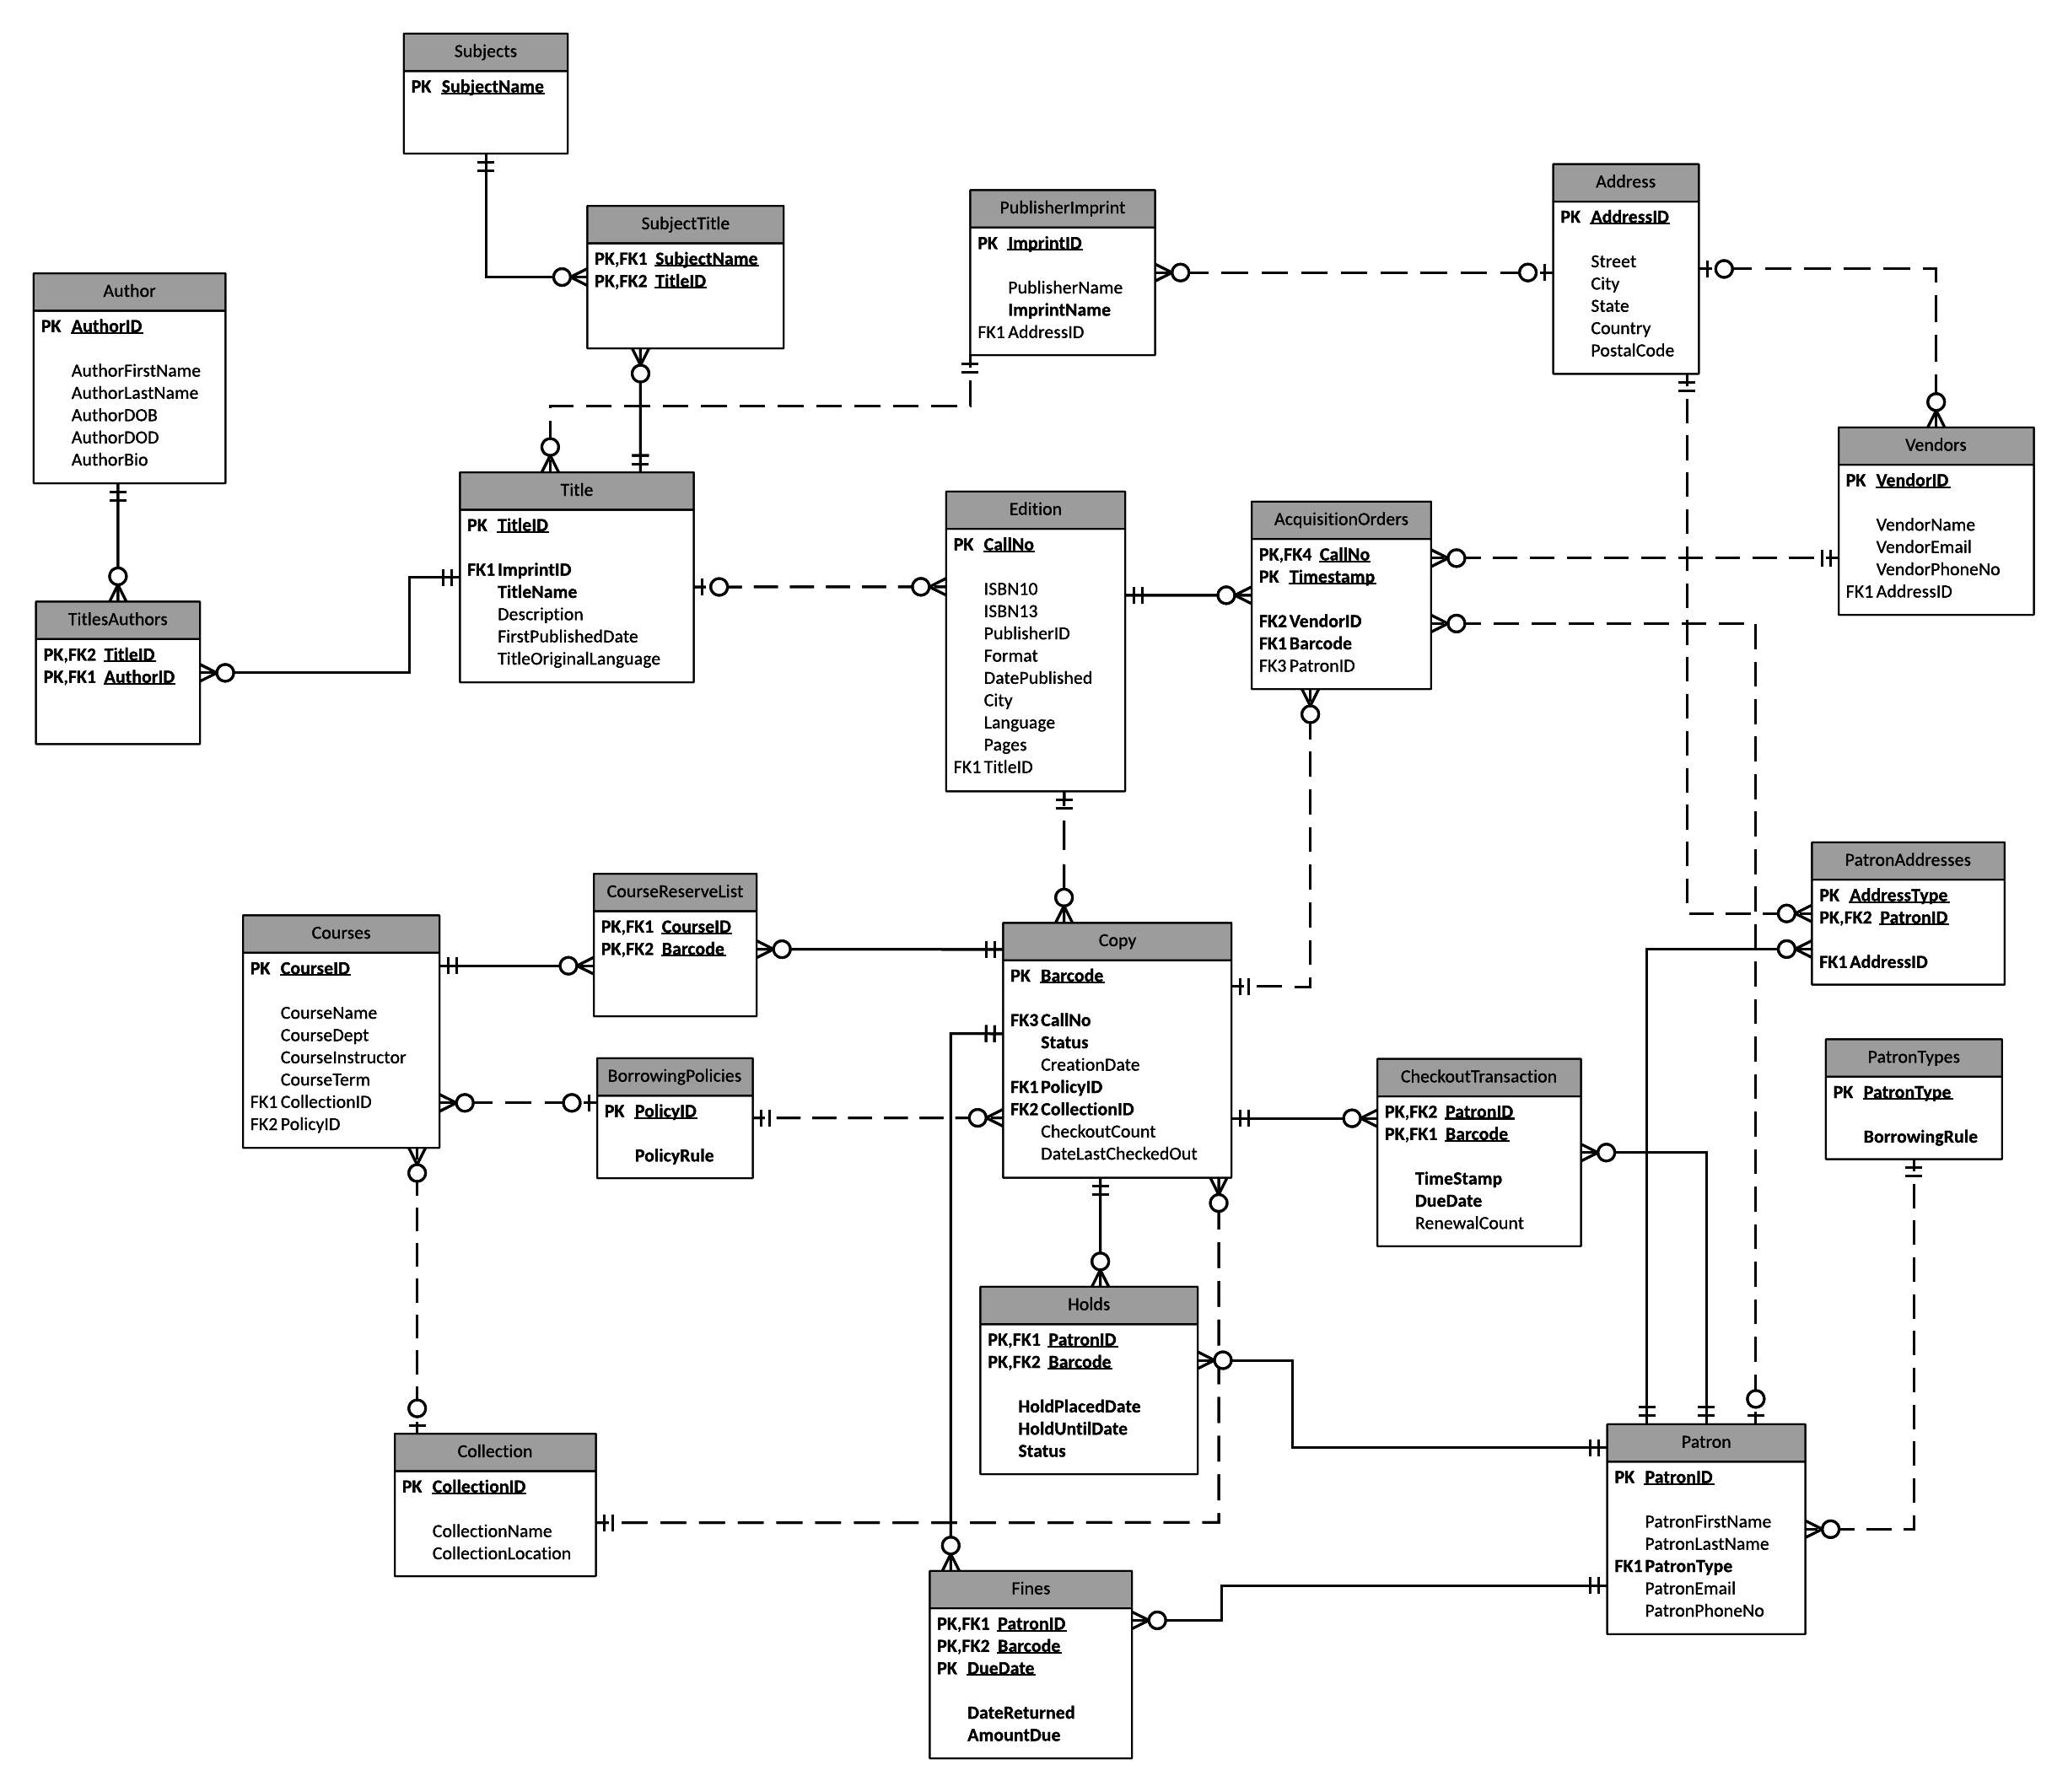 Subjects
PK SubjectName
SubjectTitle
PK,FK1 SubjectName
PK,FK2 TitleID
PublisherImprint
PK ImprintID
PublisherName
ImprintName
FK1 AddressID
Address
PK AddressID
Street
City
State
Country
PostalCode
Author
PK AuthorID
AuthorFirstName
AuthorLastName
AuthorDOB
AuthorDOD
AuthorBio
Vendors
PK VendorID
VendorName
VendorEmail
VendorPhoneNo
FK1 AddressID
Title
PK TitleID
FK1 ImprintID
TitleName
Description
FirstPublishedDate
TitleOriginalLanguage
Edition
PK CallNo
ISBN10
ISBN13
PublisherID
Format
DatePublished
City
Language
Pages
FK1 TitleID
AcquisitionOrders
PK,FK4 CallNo
PK Timestamp
FK2 VendorID
FK1 Barcode
FK3 PatronID
TitlesAuthors
PK,FK2 TitleID
PK,FK1 AuthorID
PatronAddresses
PK AddressType
PK,FK2 PatronID
FK1 AddressID
CourseReserveList
PK,FK1 CourseID
PK,FK2 Barcode
Courses
PK CourseID
CourseName
CourseDept
CourseInstructor
CourseTerm
FK1 CollectionID
FK2 PolicyID
Copy
PK Barcode
FK3 CallNo
Status
CreationDate
FK1 PolicyID
FK2 CollectionID
CheckoutCount
DateLastCheckedOut
BorrowingPolicies
PK PolicyID
PolicyRule
CheckoutTransaction
PK,FK2 PatronID
PK,FK1 Barcode
TimeStamp
DueDate
RenewalCount
PatronTypes
PK PatronType
BorrowingRule
Holds
PK,FK1 PatronID
PK,FK2 Barcode
HoldPlacedDate
HoldUntilDate
Status
Collection
PK CollectionID
CollectionName
CollectionLocation
Patron
PK PatronID
PatronFirstName
PatronLastName
FK1 PatronType
PatronEmail
PatronPhoneNo
Fines
PK,FK1 PatronID
PK,FK2 Barcode
PK DueDate
DateReturned
AmountDue